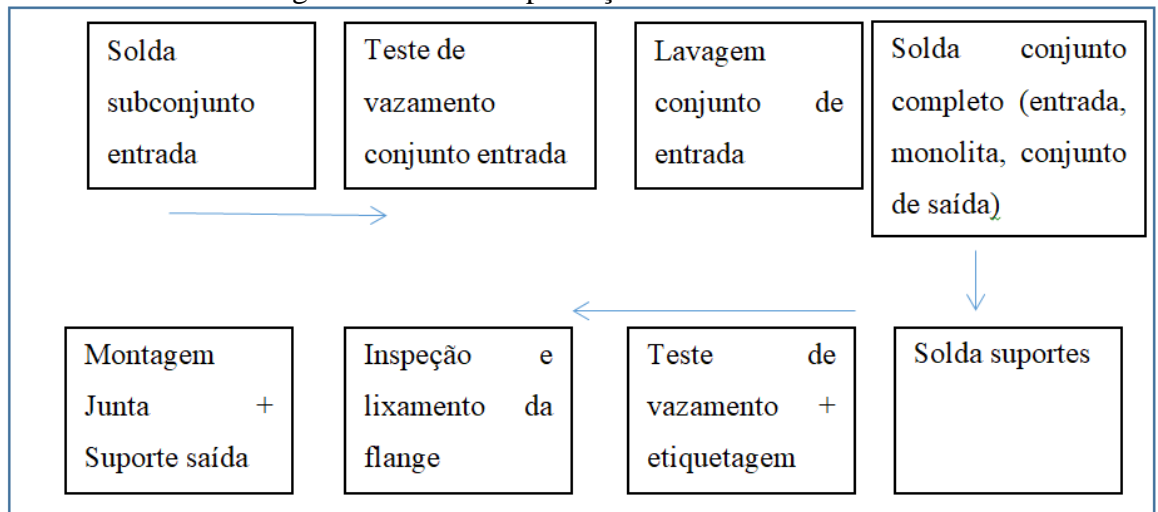 Solda
subconjunto
entrada
Teste de
vazamento
conjunto entrada
Lavagem
conjunto de
entrada
Solda conjunto
completo (entrada,
monolita, conjunto
de saída)
Montagem
Junta +
Suporte saída
Inspeção e
lixamento da
flange
Teste de
vazamento +
etiquetagem
Solda suportes